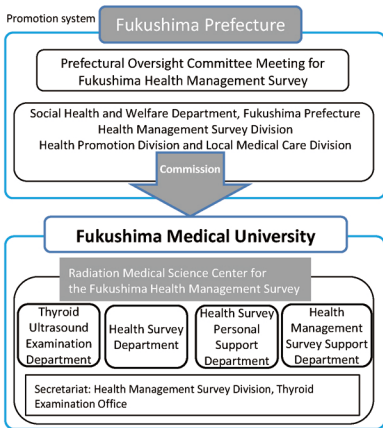 Promotion system
Fukushima Prefecture
Prefectural Oversight Committee Meeting for
Fukushima Health Management Survey
Social Health and Welfare Department, Fukushima Prefecture
Health Management Survey Division
Health Promotion Division and Local Medical Care Division
Commission
Fukushima Medical University
Radiation Medical Science Center for
the Fukushima Health Management Survey
Thyroid
Ultrasound
Examination
Department
Health Survey
Department
Health Survey
Personal
Support
Department
Health
Management
Survey Support
Department
Secretariat: Health Management Survey Division, Thyroid
Examination Office